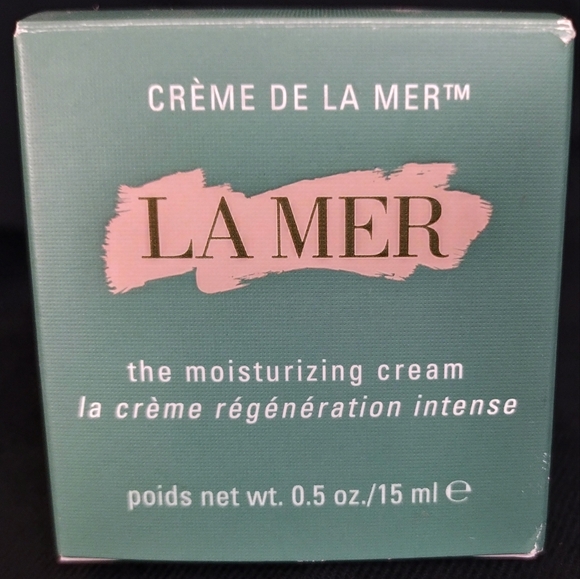 CRÈME DE LA MER™
LA MER
the moisturizing cream
la crème régénération intense
poids net wt. 0.5 oz./15 ml ℮